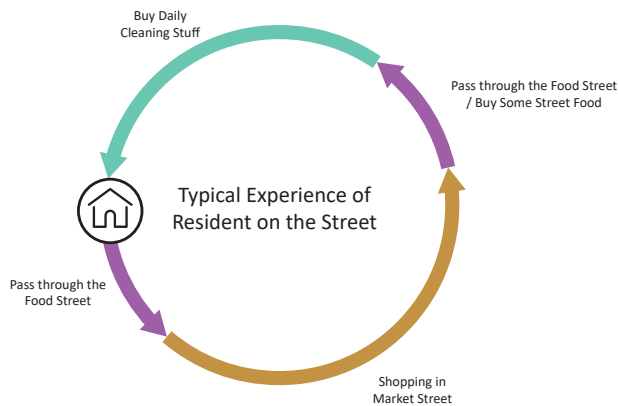 Buy Daily
Cleaning Stuff
Pass through the Food Street
/ Buy Some Street Food
Typical Experience of
Resident on the Street
Pass through the
Food Street
Shopping in
Market Street